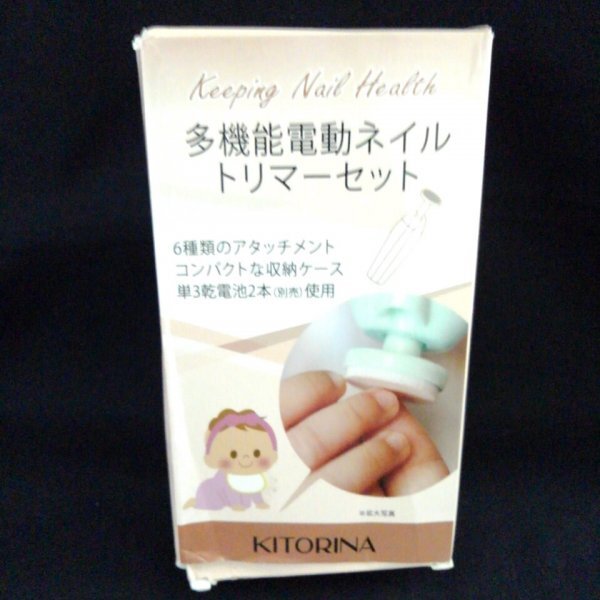 Keeping Nail Health
多機能電動ネイル
トリマーセット
6種類のアタッチメント
コンパクトな収納ケース
単3乾電池2本(別売)使用
※拡大写真
KITORINA